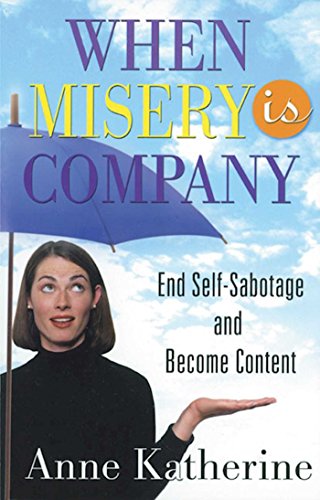 WHEN
MISERY is
COMPANY
End Self-Sabotage
and
Become Content
Anne Katherine